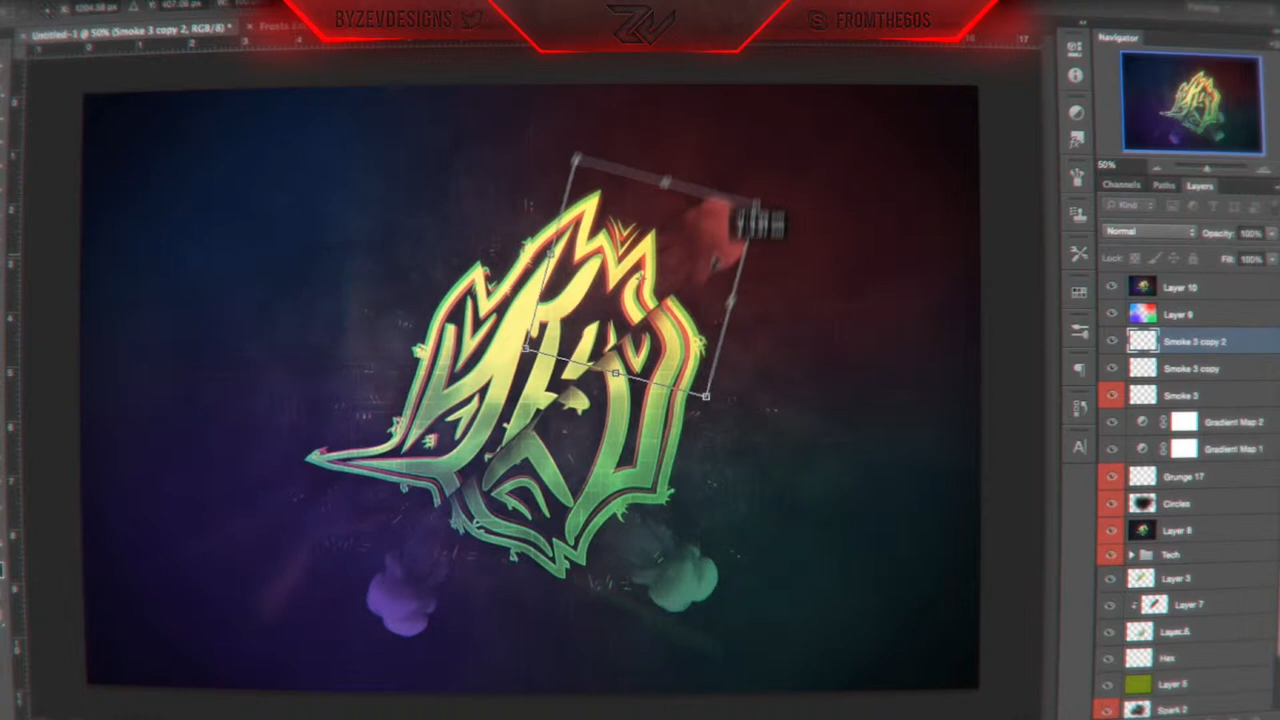 BYZEVDESIGNS
FROMTHEGOS
Untitled-1 @ 50% (Smoke 3 copy 2, RGB/8) *
Navigator
50%
Channels Paths Layers
Kind
Normal Opacity: 100%
Lock: Fill: 100%
Layer 10
Layer 9
Smoke 3 copy 2
Smoke 3 copy
Smoke 3
Gradient Map 2
Gradient Map 1
Grunge 17
Circles
Layer 8
Tech
Layer 3
Layer 7
Layer 6
Hex
Layer 5
Spark 2